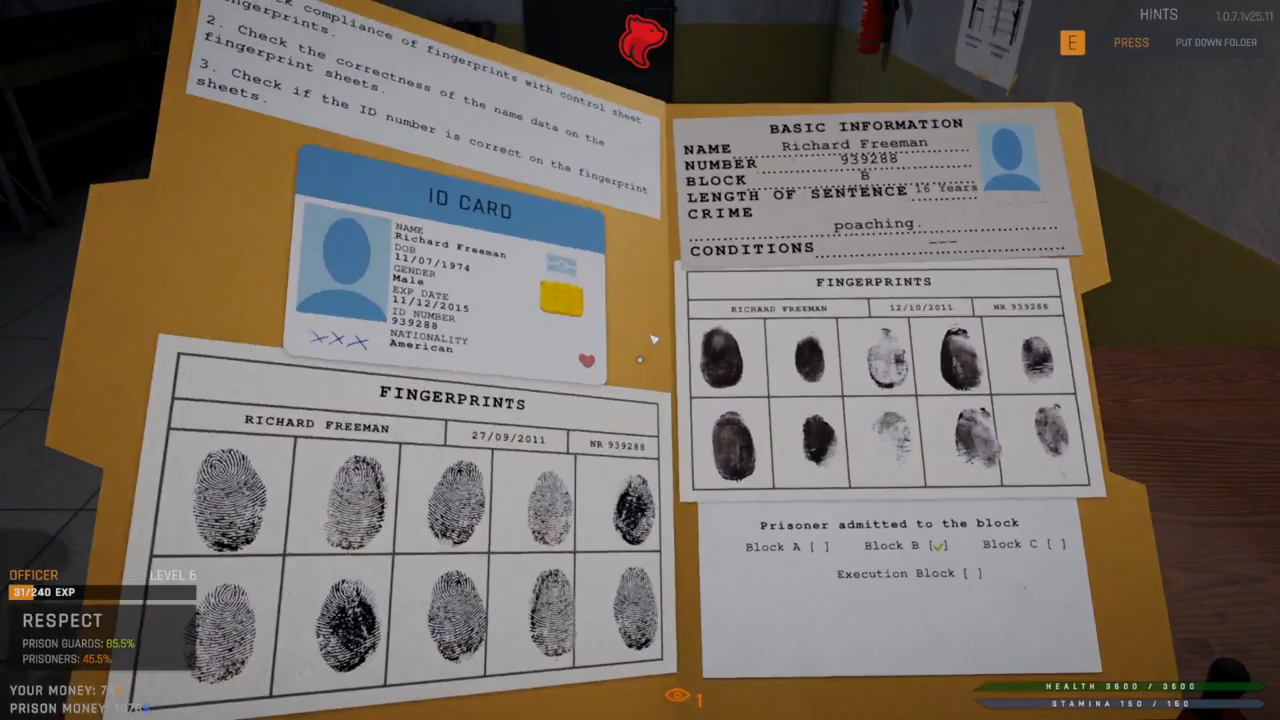 HINTS
1.0.7.1v25.11
E PRESS PUT DOWN FOLDER
compliance of fingerprints with control sheet
fingerprints.
2. Check the correctness of the name data on the
fingerprint sheets.
3. Check if the ID number is correct on the fingerprint
sheets.
ID CARD
NAME
Richard Freeman
DOB
11/07/1974
GENDER
Male
EXP DATE
11/12/2015
ID NUMBER
939288
NATIONALITY
American
XXX
FINGERPRINTS
RICHARD FREEMAN 27/09/2011 NR 939288
BASIC INFORMATION
NAME Richard Freeman
NUMBER 939288
BLOCK B
LENGTH OF SENTENCE 16 Years
CRIME
poaching.
CONDITIONS ---
FINGERPRINTS
RICHARD FREEMAN 12/10/2011 NR 939288
Prisoner admitted to the block
Block A [ ] Block B [✓] Block C [ ]
Execution Block [ ]
OFFICER LEVEL 6
31/240 EXP
RESPECT
PRISON GUARDS: 85.5%
PRISONERS: 45.5%
YOUR MONEY:
PRISON MONEY:
1
HEALTH 3600 / 3600
STAMINA 150 / 150